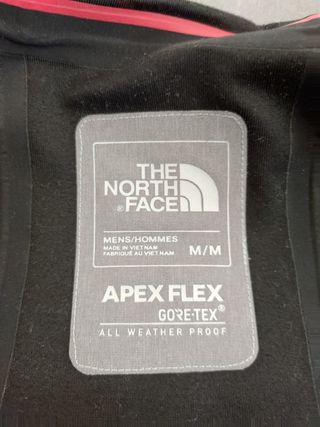 THE
NORTH
® FACE
MENS/HOMMES
MADE IN VIETNAM
FABRIQUÉ AU VIETNAM
M/M
APEX FLEX
GORE-TEX®
ALL WEATHER PROOF